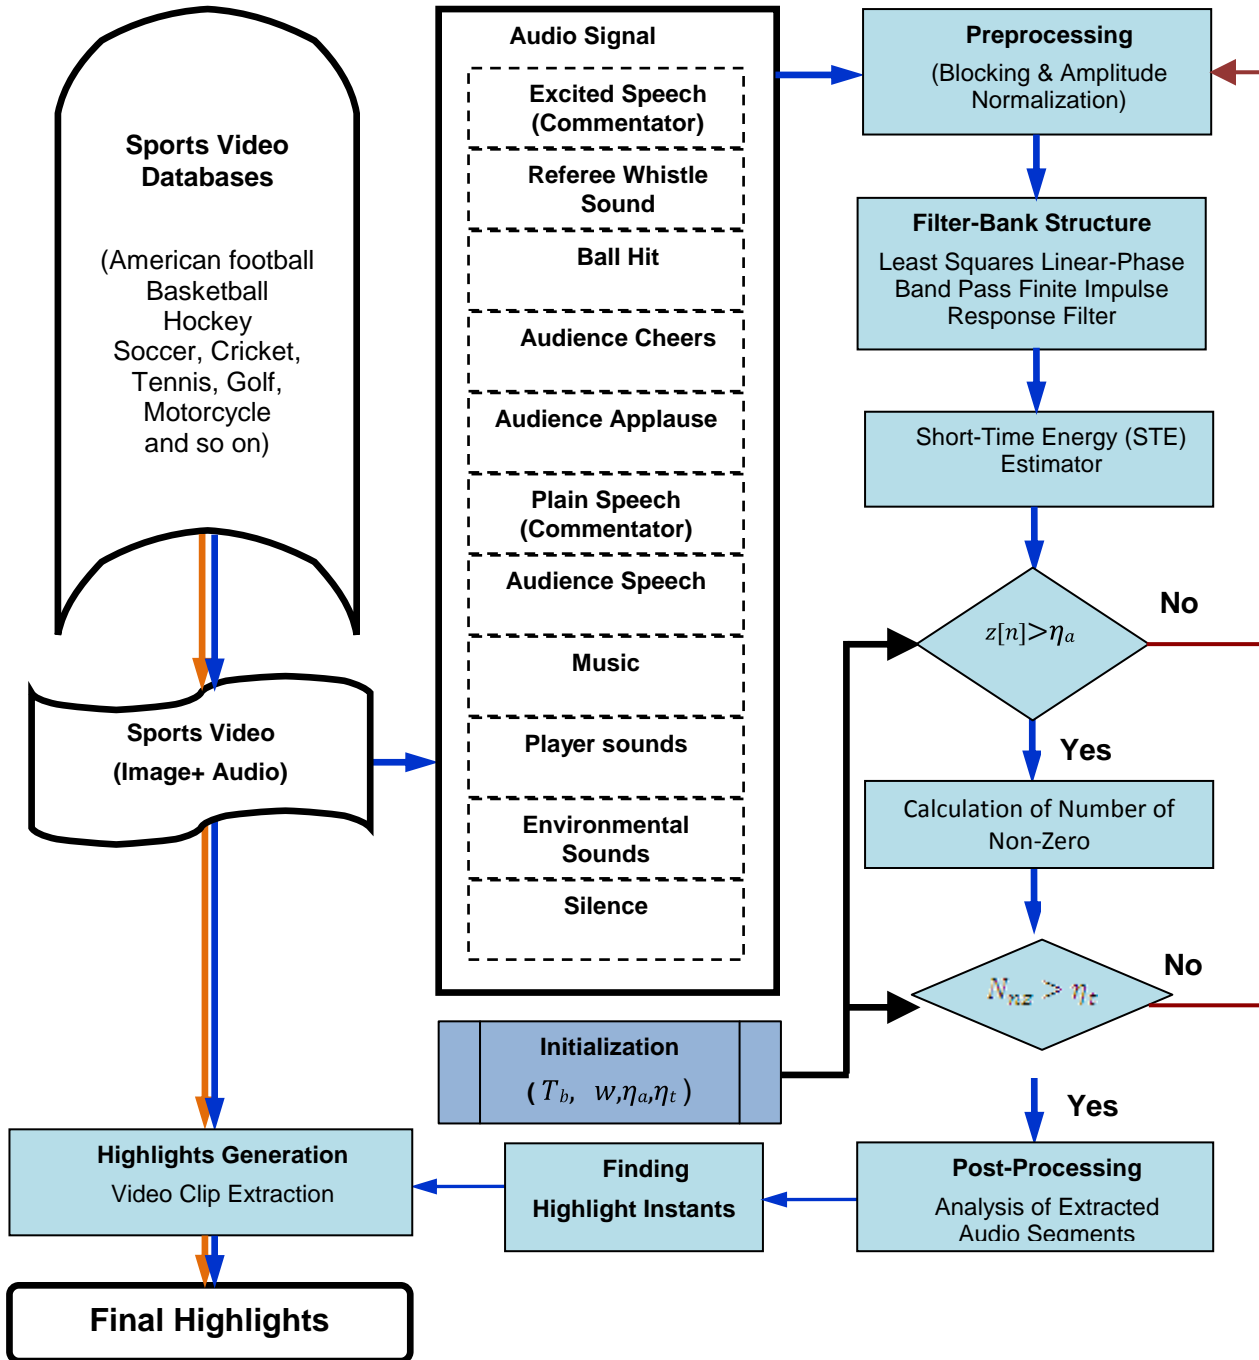 Sports Video
Databases
(American football
Basketball
Hockey
Soccer, Cricket,
Tennis, Golf,
Motorcycle
and so on)
Sports Video
(Image+ Audio)
Audio Signal
Excited Speech
(Commentator)
Referee Whistle
Sound
Ball Hit
Audience Cheers
Audience Applause
Plain Speech
(Commentator)
Audience Speech
Music
Player sounds
Environmental
Sounds
Silence
Initialization
( T_b, w,η_a,η_t )
Preprocessing
(Blocking & Amplitude
Normalization)
Filter-Bank Structure
Least Squares Linear-Phase
Band Pass Finite Impulse
Response Filter
Short-Time Energy (STE)
Estimator
z[n]>η_a
No
Yes
Calculation of Number of
Non-Zero
N_nz > η_t
No
Yes
Post-Processing
Analysis of Extracted
Audio Segments
Finding
Highlight Instants
Highlights Generation
Video Clip Extraction
Final Highlights